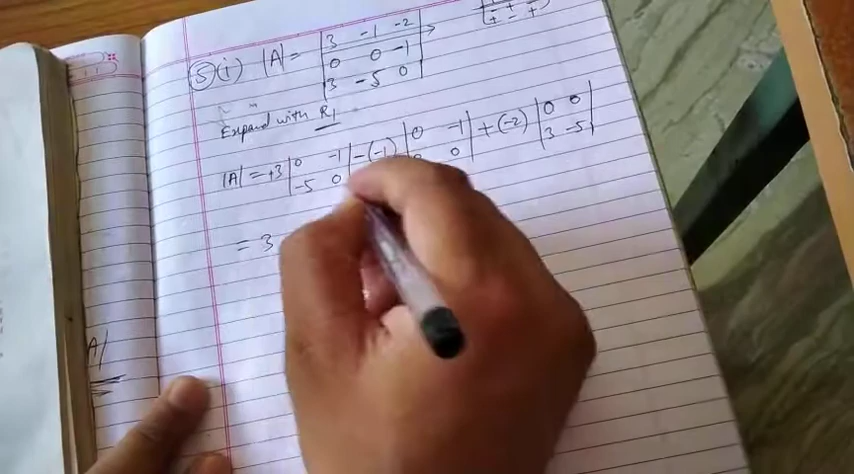 + - +
⑤(i) |A| = | 3 -1 -2 |
| 0 0 -1 |
| 3 -5 0 |
Expand with R₁
|A| = +3 | 0 -1 | - (-1) | 0 -1 | + (-2) | 0 0 |
| -5 0 | 0 | | 3 -5 |
= 3
A/